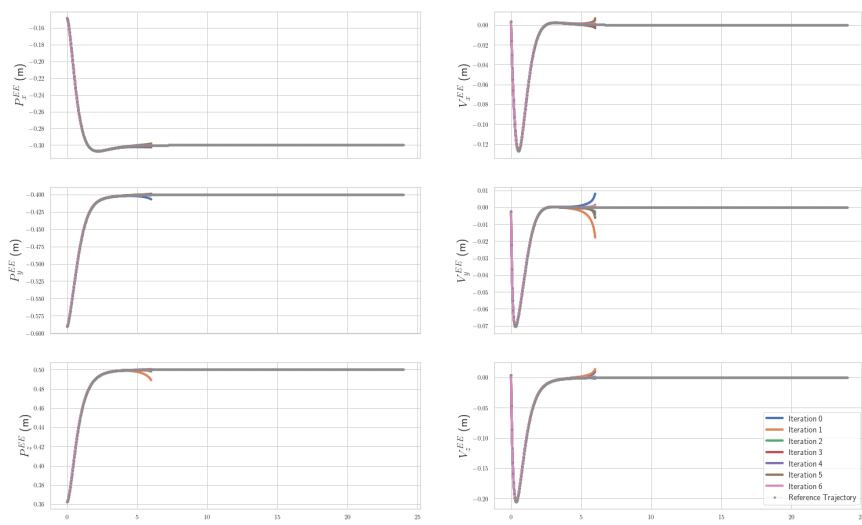 P_x^{EE} (m)
−0.16
−0.18
−0.20
−0.22
−0.24
−0.26
−0.28
−0.30
V_x^{EE} (m)
0.00
−0.02
−0.04
−0.06
−0.08
−0.10
−0.12
P_y^{EE} (m)
−0.400
−0.425
−0.450
−0.475
−0.500
−0.525
−0.550
−0.575
−0.600
V_y^{EE} (m)
0.01
0.00
−0.01
−0.02
−0.03
−0.04
−0.05
−0.06
−0.07
P_z^{EE} (m)
0.50
0.48
0.46
0.44
0.42
0.40
0.38
0.36
0 5 10 15 20 25
V_z^{EE} (m)
0.00
−0.05
−0.10
−0.15
−0.20
0 5 10 15 20 2
Iteration 0
Iteration 1
Iteration 2
Iteration 3
Iteration 4
Iteration 5
Iteration 6
Reference Trajectory